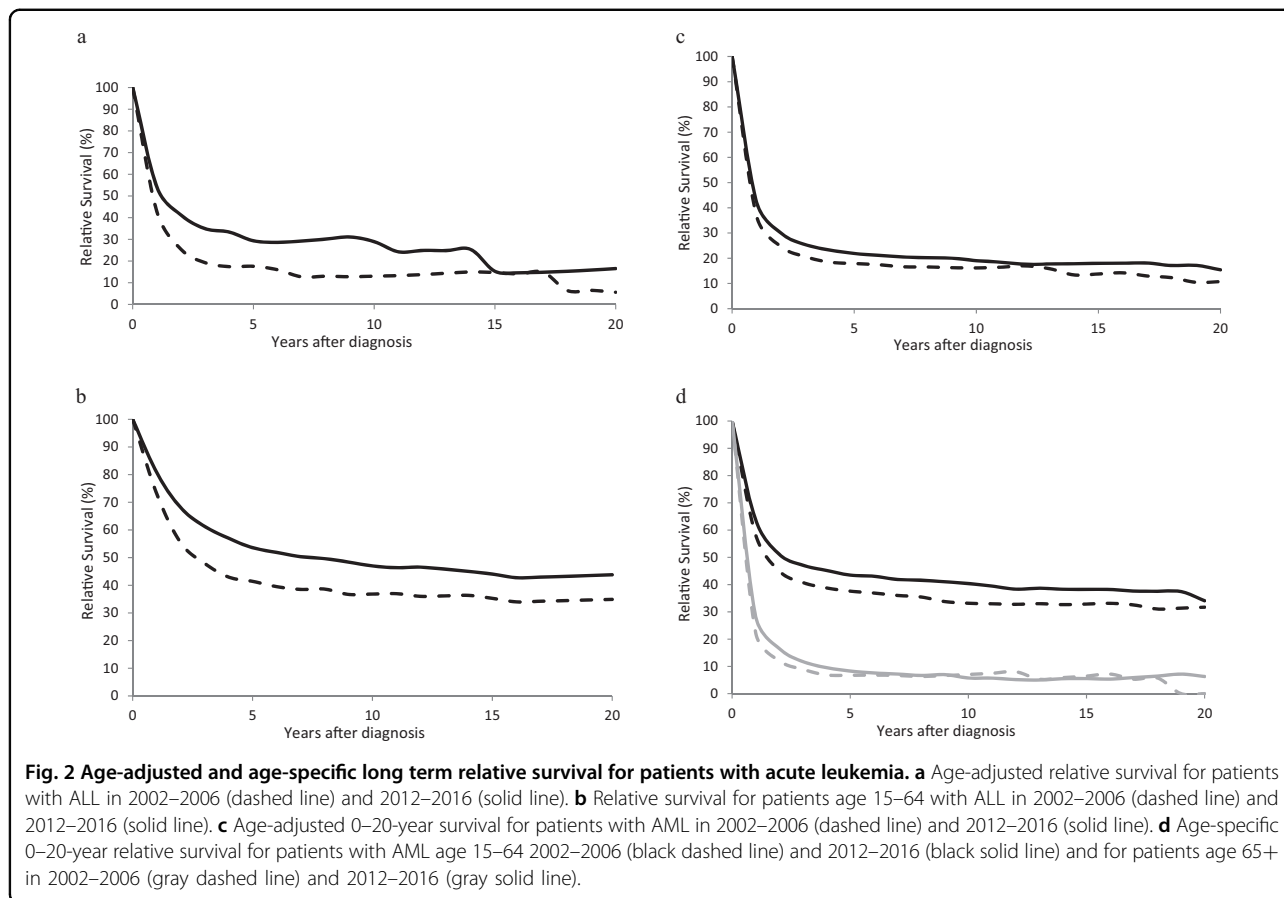 a
100
90
80
70
60
50
40
30
20
10
0
Relative Survival (%)
0 5 10 15 20
Years after diagnosis
b
100
90
80
70
60
50
40
30
20
10
0
Relative Survival (%)
0 5 10 15 20
Years after diagnosis
c
100
90
80
70
60
50
40
30
20
10
0
Relative Survival (%)
0 5 10 15 20
Years after diagnosis
d
100
90
80
70
60
50
40
30
20
10
0
Relative Survival (%)
0 5 10 15 20
Years after diagnosis
Fig. 2 Age-adjusted and age-specific long term relative survival for patients with acute leukemia. a Age-adjusted relative survival for patients
with ALL in 2002–2006 (dashed line) and 2012–2016 (solid line). b Relative survival for patients age 15–64 with ALL in 2002–2006 (dashed line) and
2012–2016 (solid line). c Age-adjusted 0–20-year survival for patients with AML in 2002–2006 (dashed line) and 2012–2016 (solid line). d Age-specific
0–20-year relative survival for patients with AML age 15–64 2002–2006 (black dashed line) and 2012–2016 (black solid line) and for patients age 65+
in 2002–2006 (gray dashed line) and 2012–2016 (gray solid line).